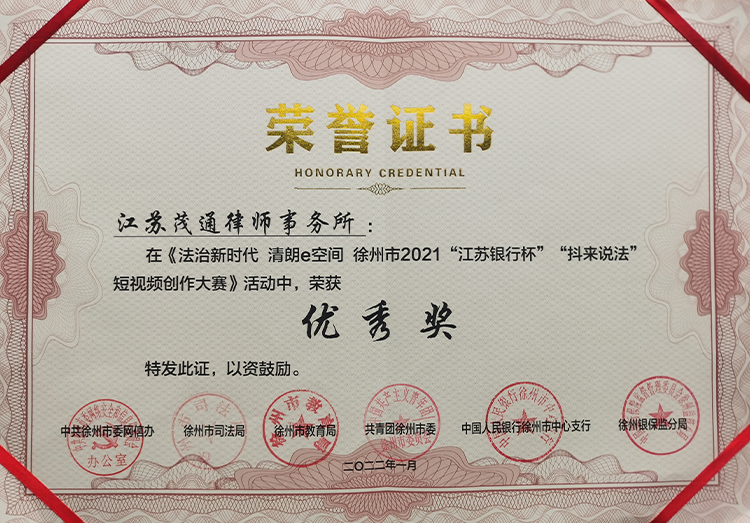 荣誉证书
HONORARY CREDENTIAL
江苏茂通律师事务所：
在《法治新时代 清朗e空间 徐州市2021“江苏银行杯”“抖来说法”
短视频创作大赛》活动中，荣获
优秀奖
特发此证，以资鼓励。
中共徐州市委网信办 徐州市司法局 徐州市教育局 共青团徐州市委 中国人民银行徐州市中心支行 徐州银保监分局
办公室
二〇二二年一月